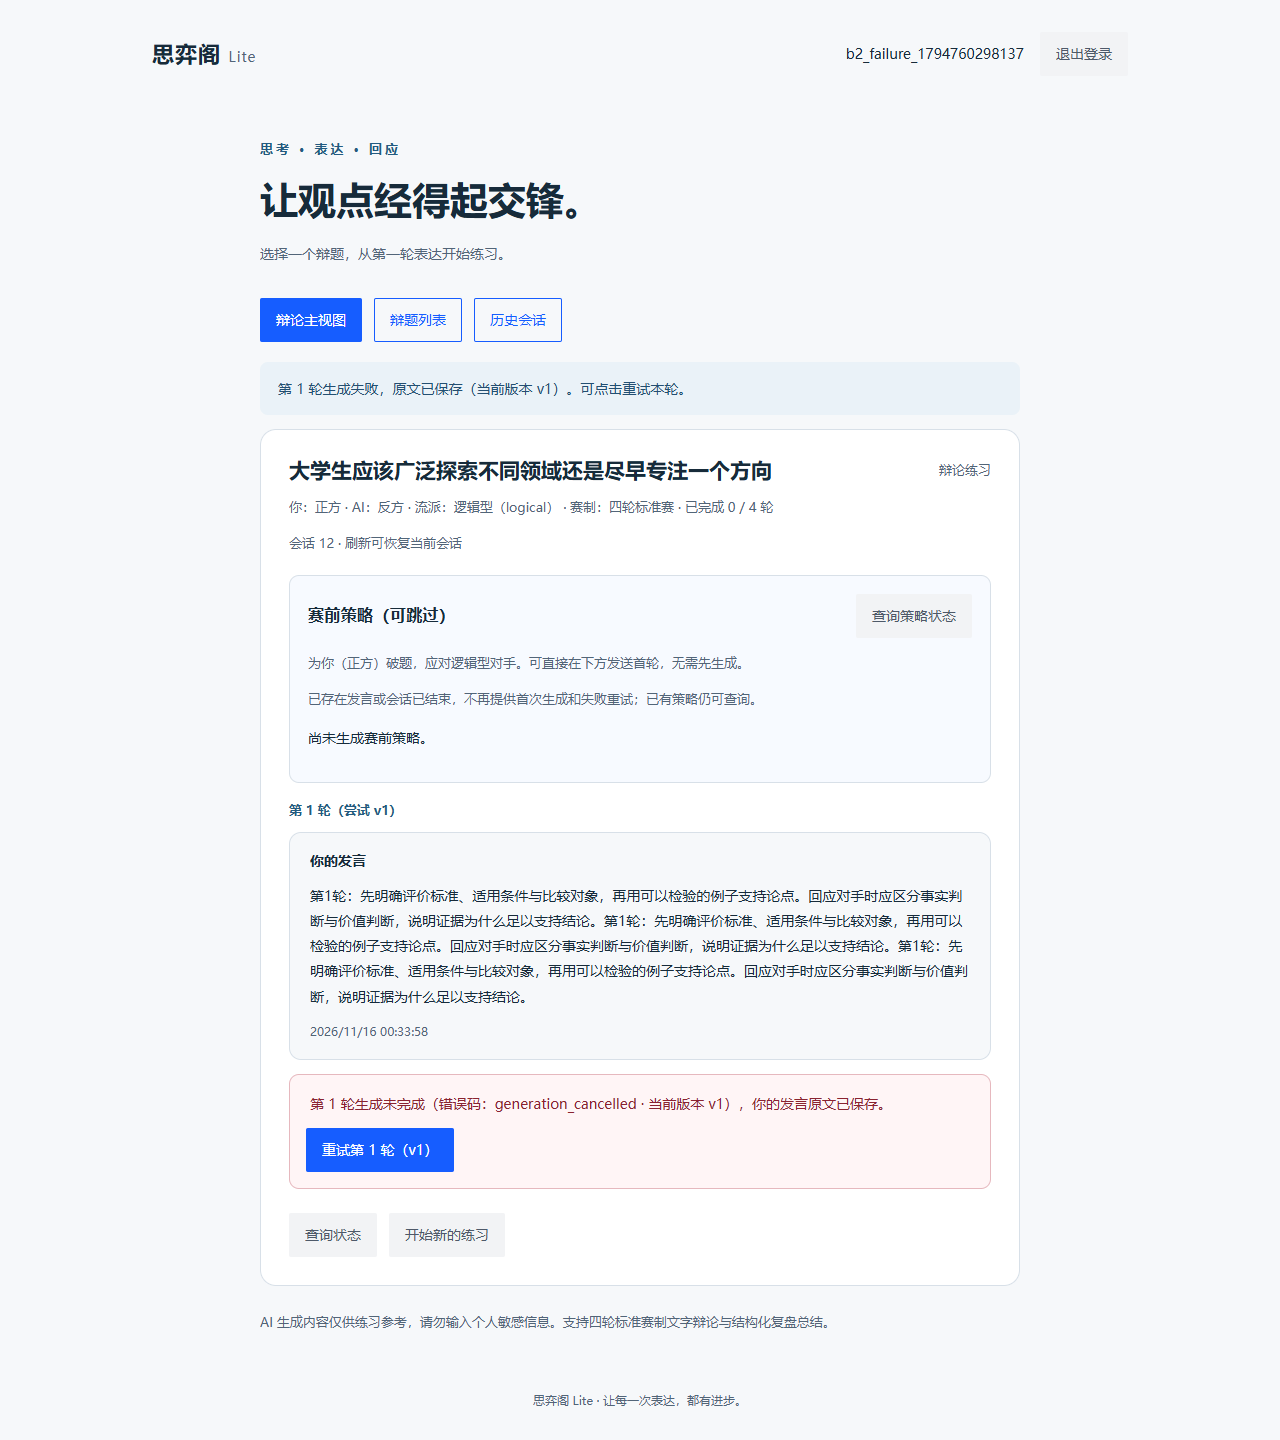 思弈阁 Lite
b2_failure_1794760298137
退出登录
思考 • 表达 • 回应
让观点经得起交锋。
选择一个辩题，从第一轮表达开始练习。
辩论主视图
辩题列表
历史会话
第 1 轮生成失败，原文已保存（当前版本 v1）。可点击重试本轮。
大学生应该广泛探索不同领域还是尽早专注一个方向
辩论练习
你：正方 · AI：反方 · 流派：逻辑型（logical） · 赛制：四轮标准赛 · 已完成 0 / 4 轮
会话 12 · 刷新可恢复当前会话
赛前策略（可跳过）
查询策略状态
为你（正方）破题，应对逻辑型对手。可直接在下方发送首轮，无需先生成。
已存在发言或会话已结束，不再提供首次生成和失败重试；已有策略仍可查询。
尚未生成赛前策略。
第 1 轮（尝试 v1）
你的发言
第1轮：先明确评价标准、适用条件与比较对象，再用可以检验的例子支持论点。回应对手时应区分事实判
断与价值判断，说明证据为什么足以支持结论。第1轮：先明确评价标准、适用条件与比较对象，再用可以
检验的例子支持论点。回应对手时应区分事实判断与价值判断，说明证据为什么足以支持结论。第1轮：先
明确评价标准、适用条件与比较对象，再用可以检验的例子支持论点。回应对手时应区分事实判断与价值判
断，说明证据为什么足以支持结论。
2026/11/16 00:33:58
第 1 轮生成未完成（错误码：generation_cancelled · 当前版本 v1），你的发言原文已保存。
重试第 1 轮（v1）
查询状态
开始新的练习
AI 生成内容仅供练习参考，请勿输入个人敏感信息。支持四轮标准赛制文字辩论与结构化复盘总结。
思弈阁 Lite · 让每一次表达，都有进步。